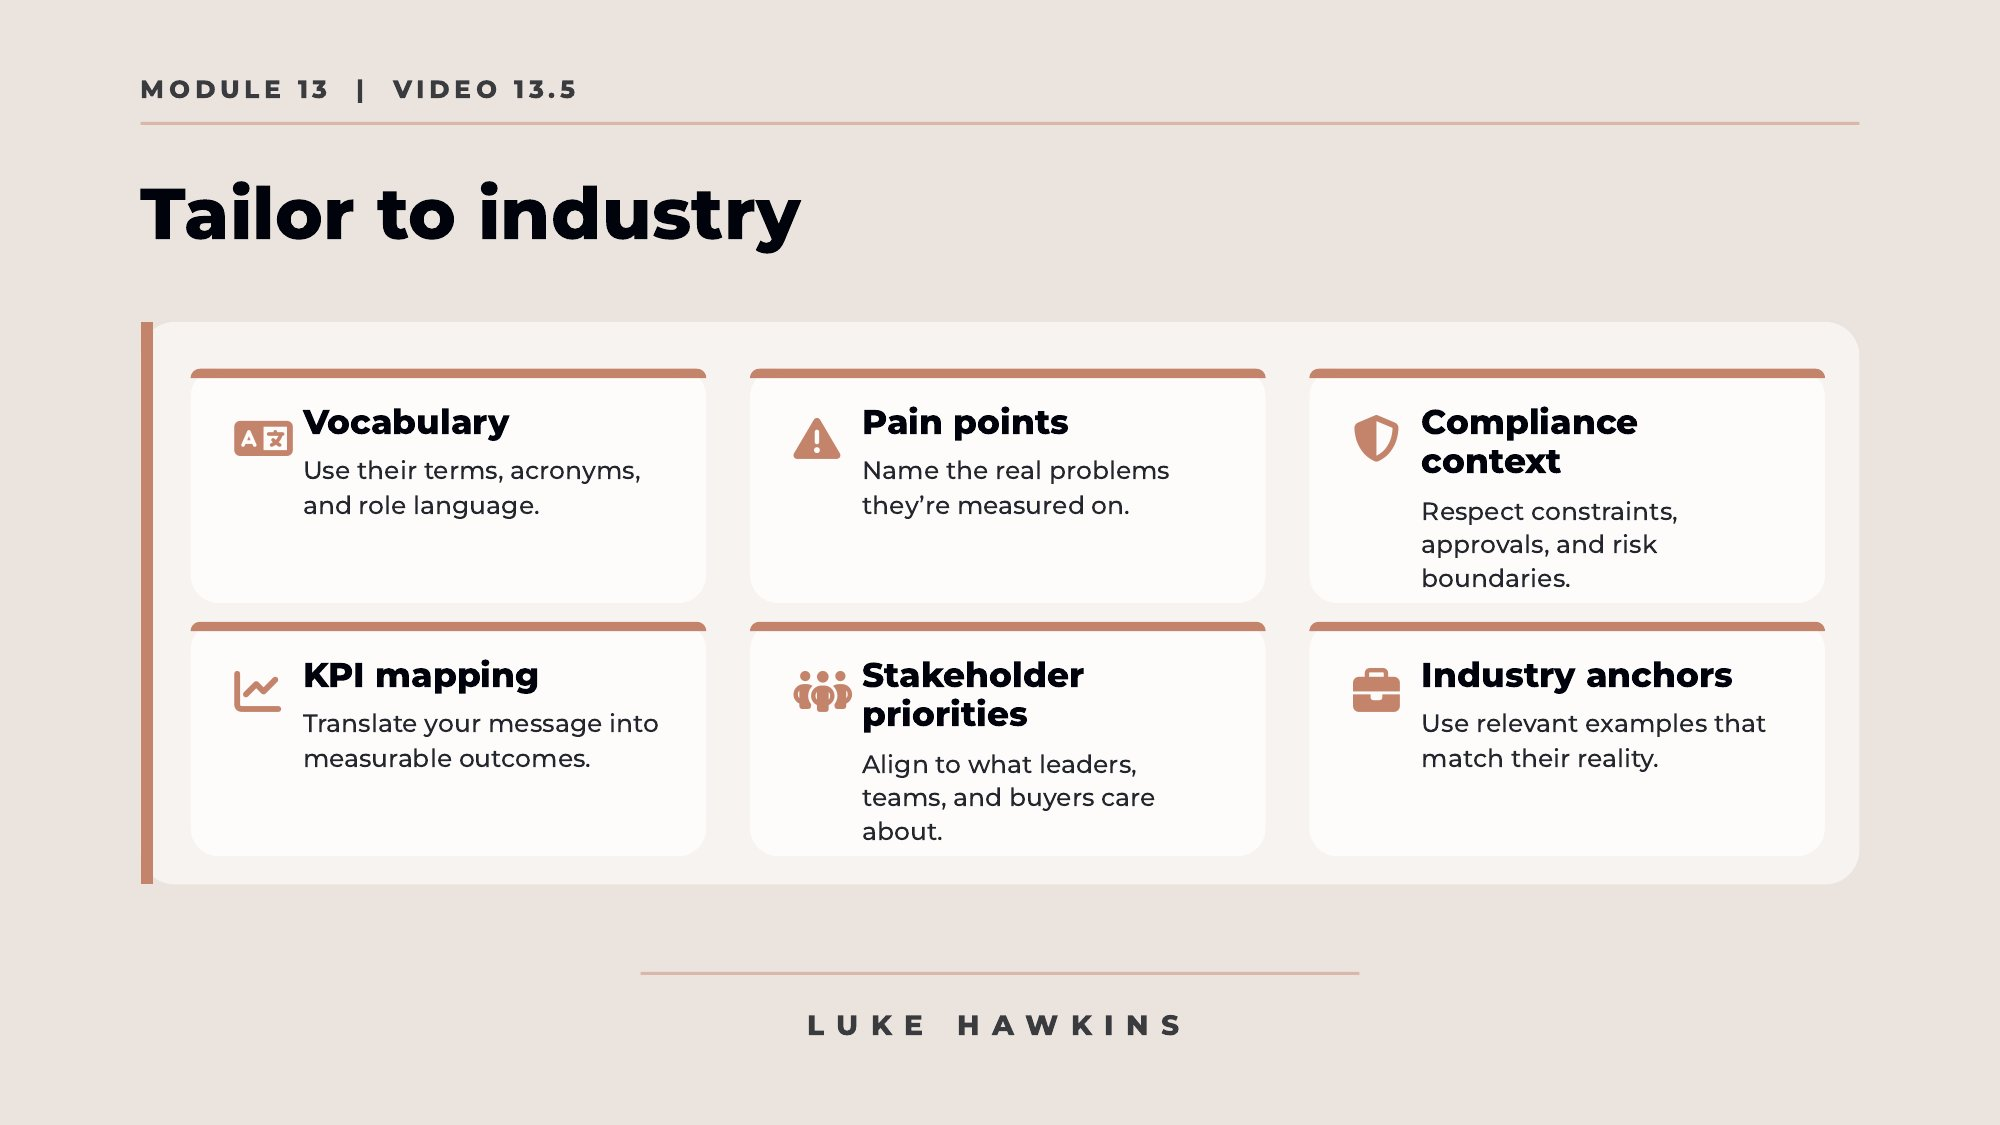 MODULE 13 | VIDEO 13.5
Tailor to industry
Vocabulary
Use their terms, acronyms,
and role language.
Pain points
Name the real problems
they’re measured on.
Compliance
context
Respect constraints,
approvals, and risk
boundaries.
KPI mapping
Translate your message into
measurable outcomes.
Stakeholder
priorities
Align to what leaders,
teams, and buyers care
about.
Industry anchors
Use relevant examples that
match their reality.
LUKE HAWKINS